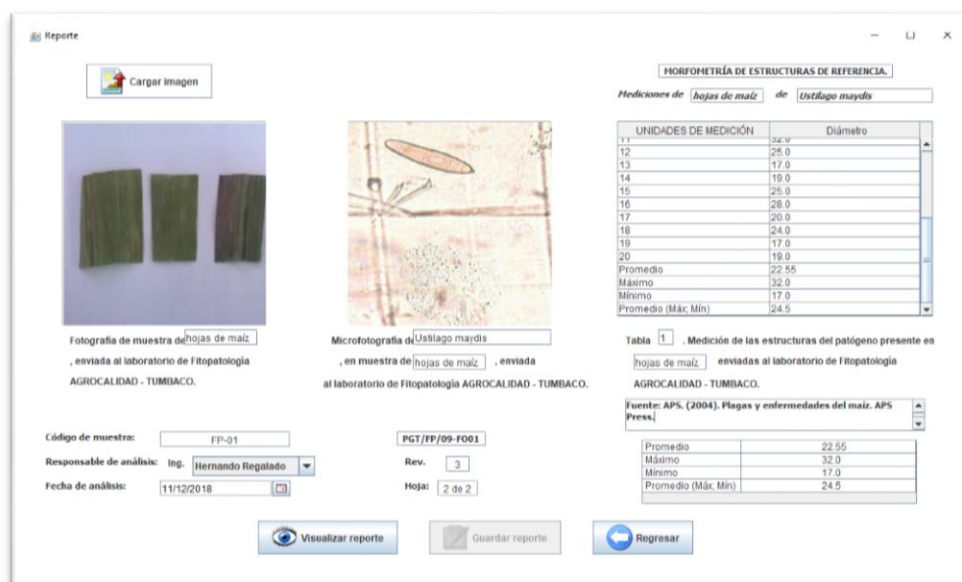 Reporte
Cargar imagen
MORFOMETRÍA DE ESTRUCTURAS DE REFERENCIA.
Mediciones de hojas de maíz de Ustilago maydis
UNIDADES DE MEDICIÓN Diámetro
11 32.0
12 25.0
13 17.0
14 19.0
15 25.0
16 28.0
17 20.0
18 24.0
19 17.0
20 19.0
Promedio 22.55
Máximo 32.0
Mínimo 17.0
Promedio (Máx; Mín) 24.5
Fotografía de muestra de hojas de maíz
, enviada al laboratorio de Fitopatología
AGROCALIDAD - TUMBACO.
Microfotografía de Ustilago maydis
, en muestra de hojas de maíz , enviada
al laboratorio de Fitopatología AGROCALIDAD - TUMBACO.
Tabla 1 . Medición de las estructuras del patógeno presente en
hojas de maíz enviadas al laboratorio de Fitopatología
AGROCALIDAD - TUMBACO.
Fuente: APS. (2004). Plagas y enfermedades del maíz. APS
Press.
Código de muestra: FP-01
Responsable de análisis: Ing. Hernando Regalado
Fecha de análisis: 11/12/2018
PGT/FP/09-FO01
Rev. 3
Hoja: 2 de 2
Promedio 22.55
Máximo 32.0
Mínimo 17.0
Promedio (Máx; Mín) 24.5
Visualizar reporte
Guardar reporte
Regresar